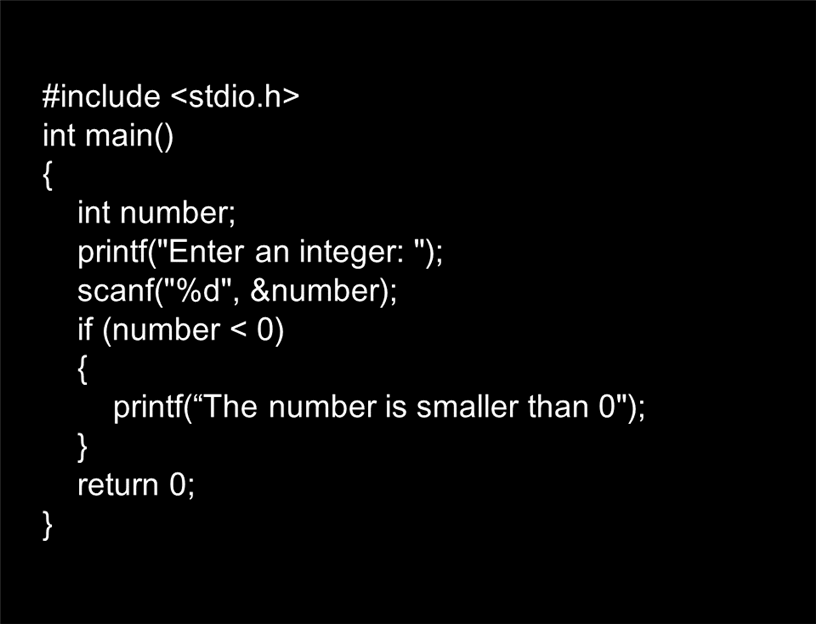 #include <stdio.h>
int main()
{
int number;
printf("Enter an integer: ");
scanf("%d", &number);
if (number < 0)
{
printf(“The number is smaller than 0");
}
return 0;
}